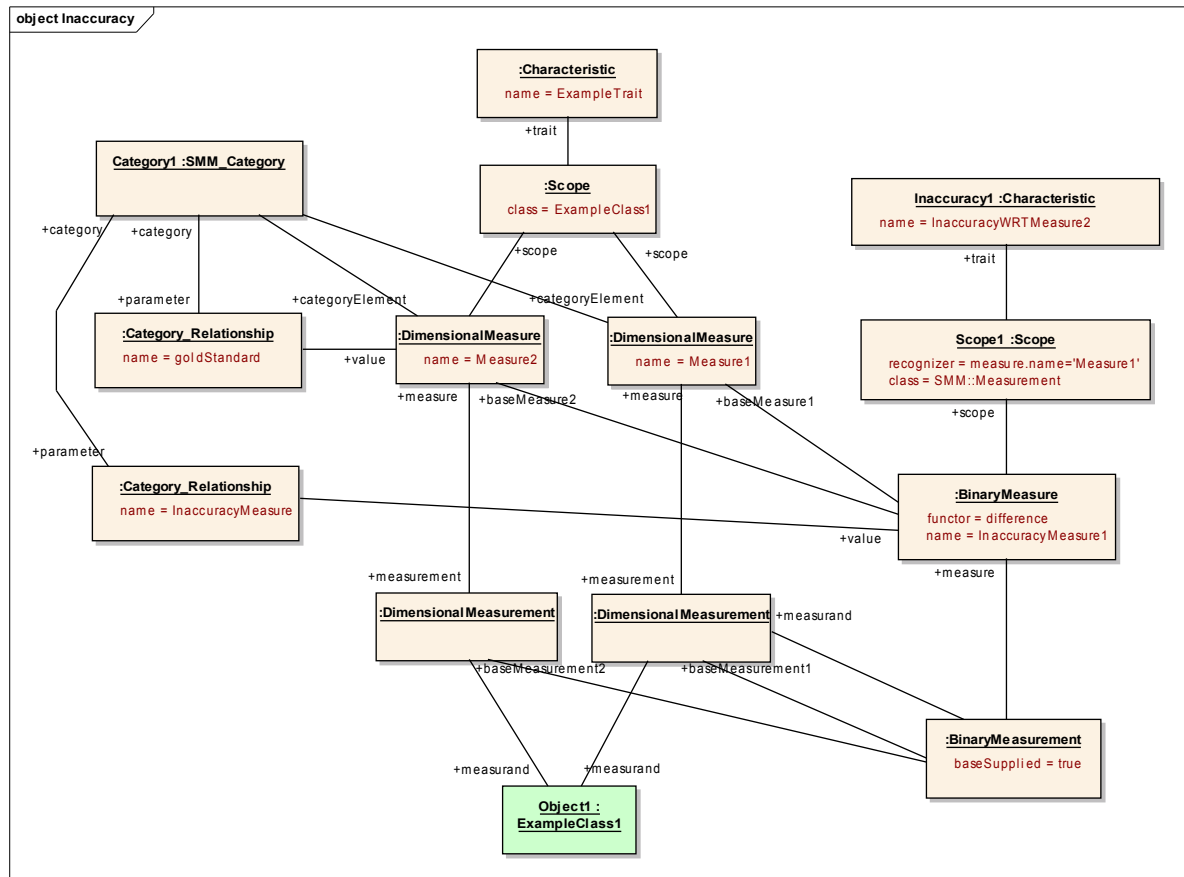 object Inaccuracy
:Characteristic
name = ExampleTrait
+trait
Category1 :SMM_Category
:Scope
class = ExampleClass1
Inaccuracy1 :Characteristic
name = InaccuracyWRTMeasure2
+category
+category
+scope
+scope
+trait
+parameter
+categoryElement
+categoryElement
:Category_Relationship
name = goldStandard
+value
:DimensionalMeasure
name = Measure2
:DimensionalMeasure
name = Measure1
Scope1 :Scope
recognizer = measure.name='Measure1'
class = SMM::Measurement
+measure
+baseMeasure2
+measure
+baseMeasure1
+scope
+parameter
:Category_Relationship
name = InaccuracyMeasure
:BinaryMeasure
functor = difference
name = InaccuracyMeasure1
+value
+measure
+measurement
+measurement
:DimensionalMeasurement
:DimensionalMeasurement
+measurand
+baseMeasurement2
+baseMeasurement1
:BinaryMeasurement
baseSupplied = true
+measurand
+measurand
Object1 :
ExampleClass1